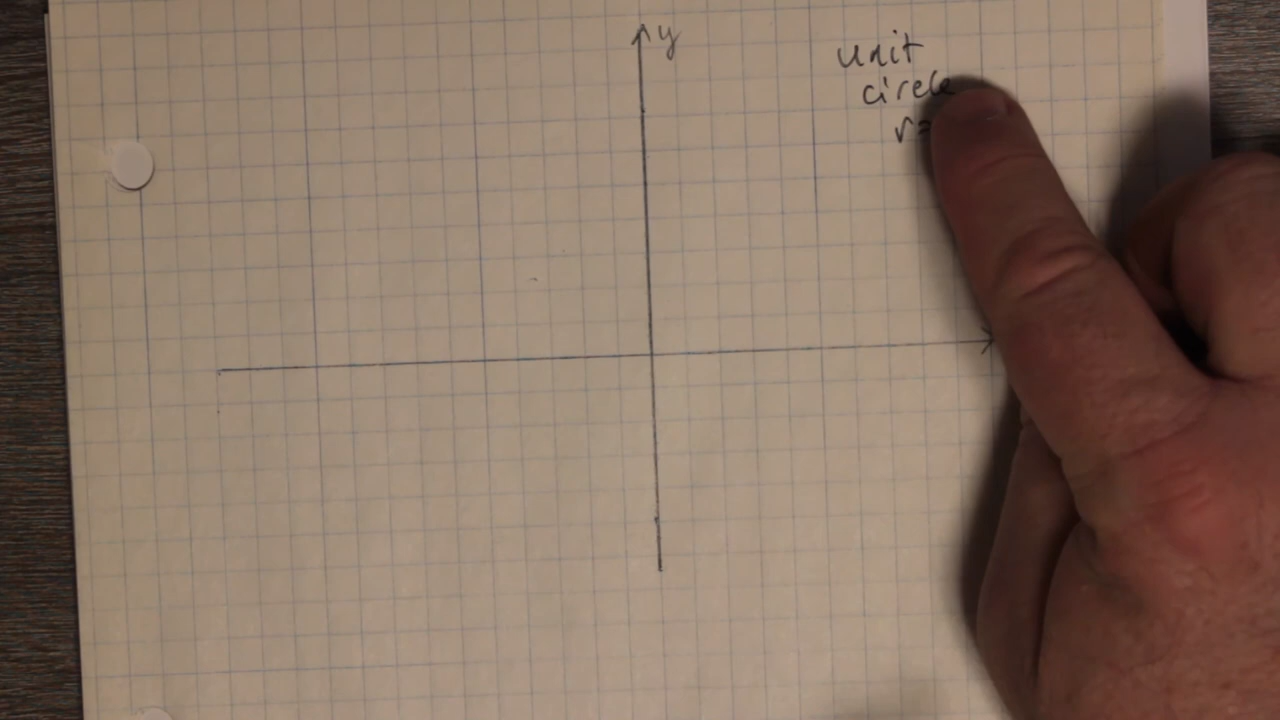 y
unit
circle
r=